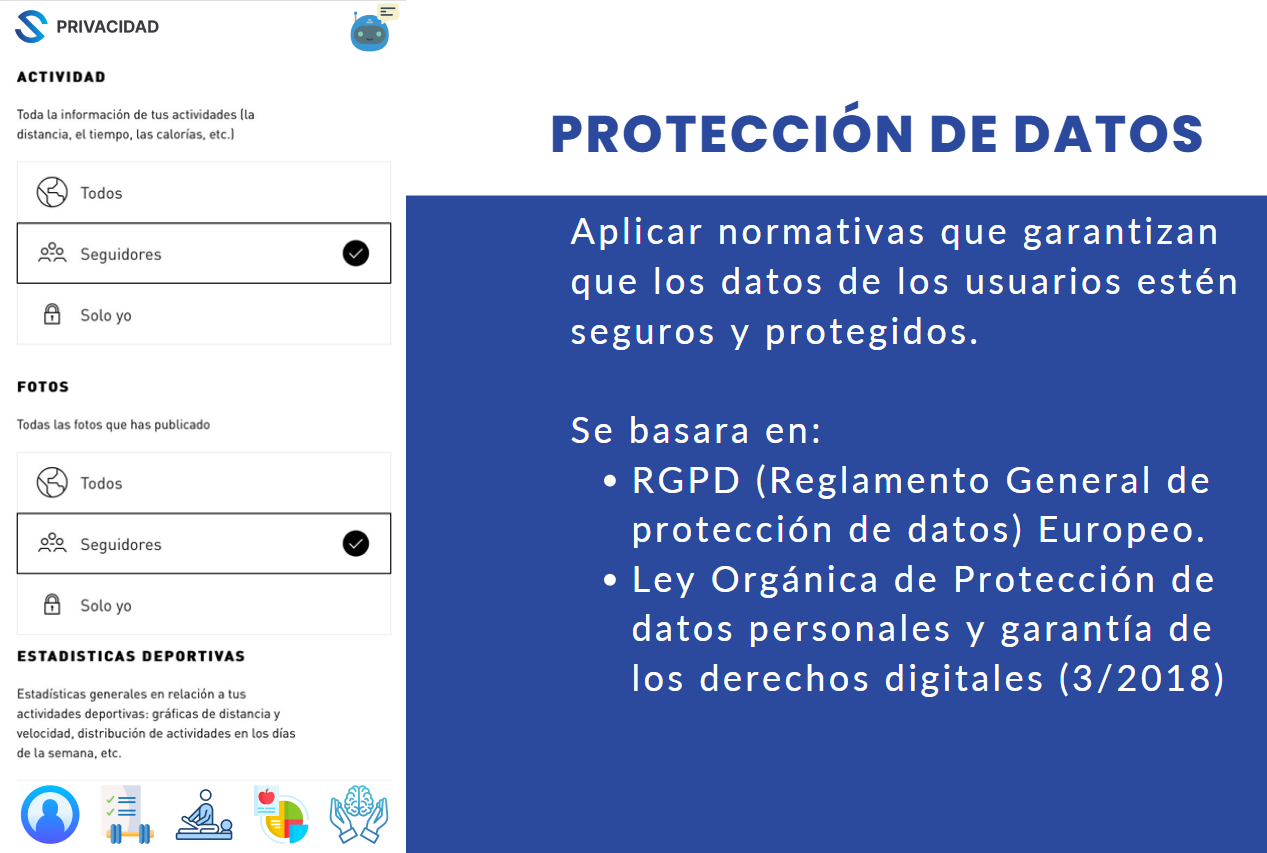 PRIVACIDAD
ACTIVIDAD
Toda la información de tus actividades (la
distancia, el tiempo, las calorías, etc.)
Todos
Seguidores
Solo yo
FOTOS
Todas las fotos que has publicado
Todos
Seguidores
Solo yo
ESTADISTICAS DEPORTIVAS
Estadísticas generales en relación a tus
actividades deportivas: gráficas de distancia y
velocidad, distribución de actividades en los días
de la semana, etc.
PROTECCIÓN DE DATOS
Aplicar normativas que garantizan
que los datos de los usuarios estén
seguros y protegidos.
Se basara en:
• RGPD (Reglamento General de
protección de datos) Europeo.
• Ley Orgánica de Protección de
datos personales y garantía de
los derechos digitales (3/2018)